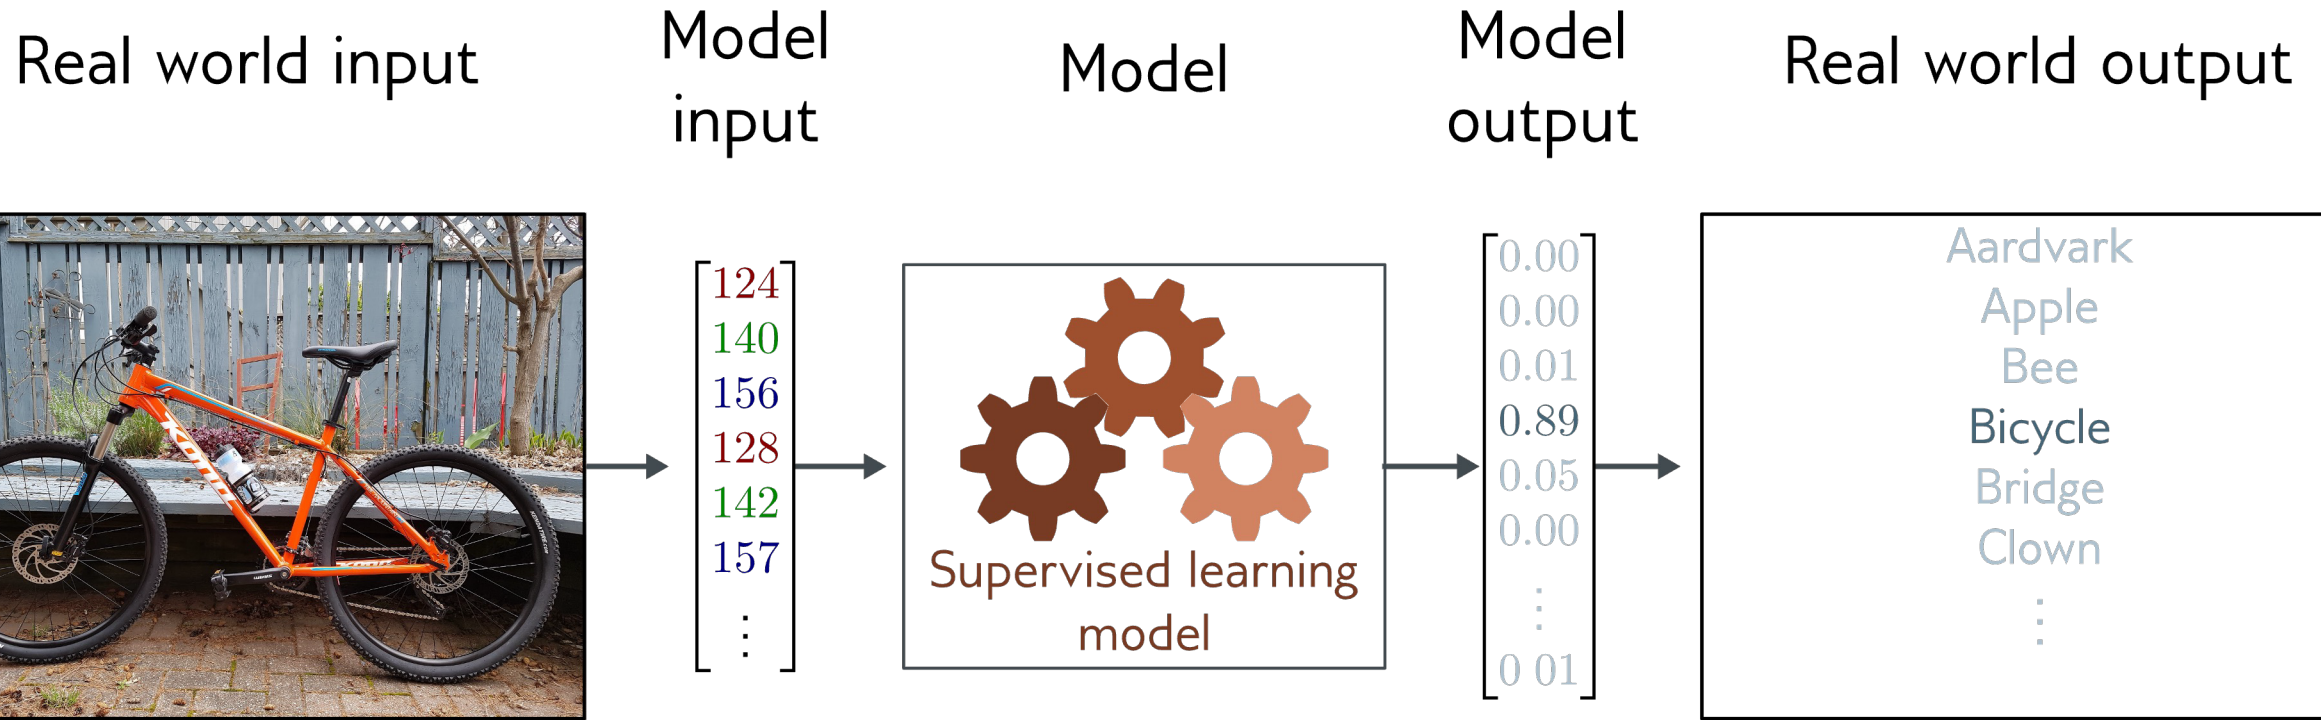 Real world input
Model
input
Model
Model
output
Real world output
KONA
124
140
156
128
142
157
⋮
Supervised learning
model
0.00
0.00
0.01
0.89
0.05
0.00
⋮
0 01
Aardvark
Apple
Bee
Bicycle
Bridge
Clown
⋮